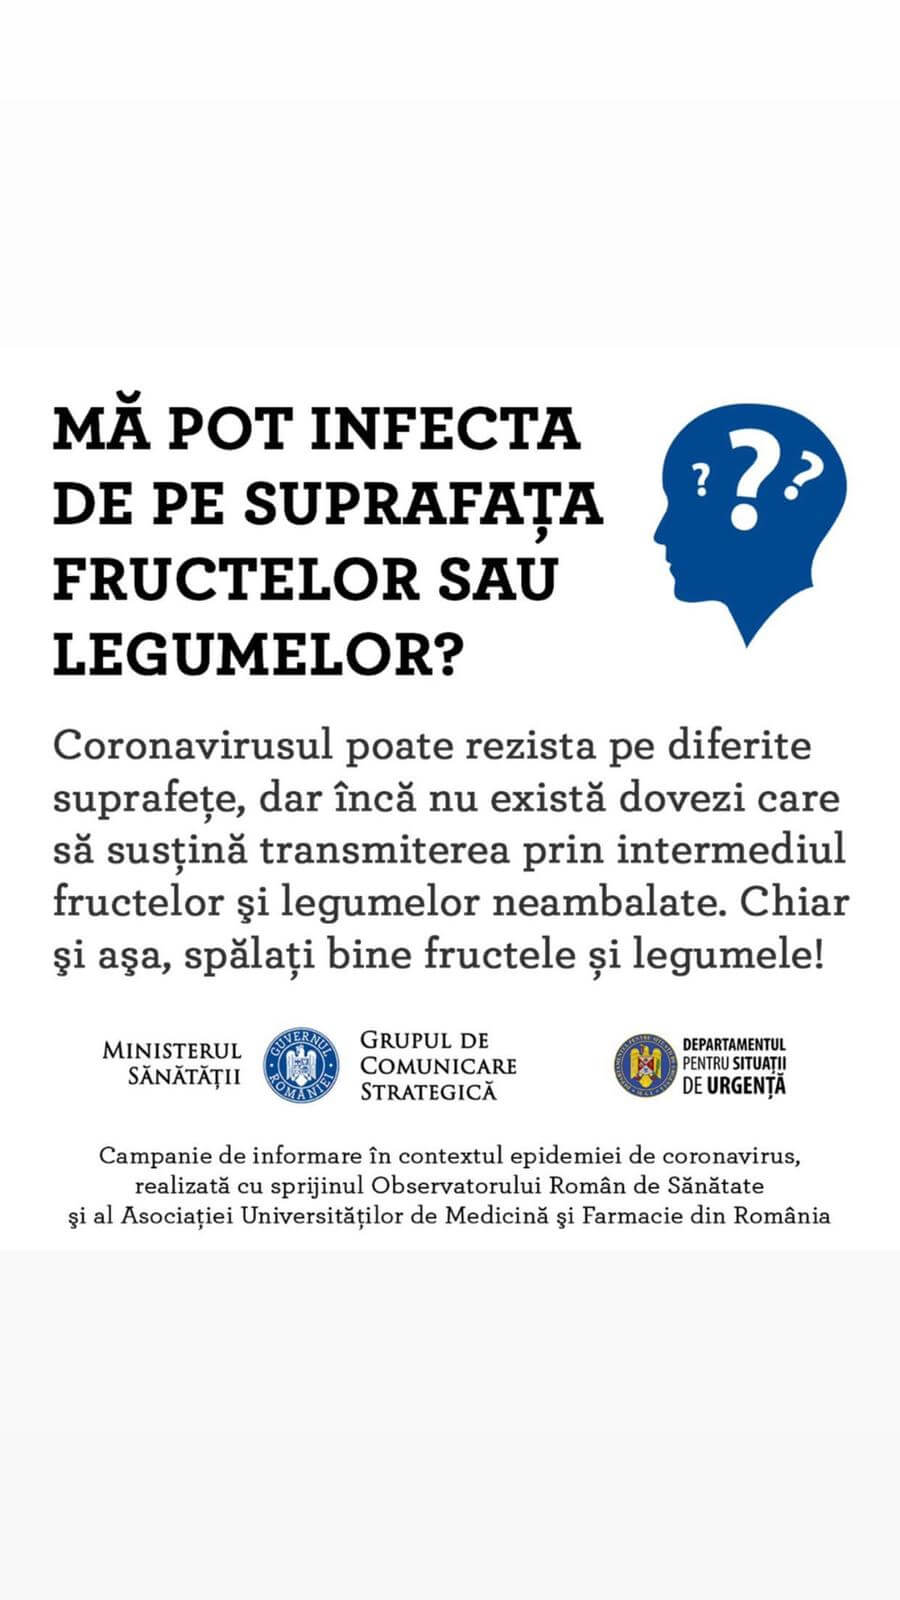 MĂ POT INFECTA
DE PE SUPRAFAȚA
FRUCTELOR SAU
LEGUMELOR?
? ? ?
Coronavirusul poate rezista pe diferite
suprafețe, dar încă nu există dovezi care
să susțină transmiterea prin intermediul
fructelor şi legumelor neambalate. Chiar
şi aşa, spălați bine fructele și legumele!
MINISTERUL
SĂNĂTĂȚII
GUVERNUL
ROMÂNIEI
GRUPUL DE
COMUNICARE
STRATEGICĂ
DEPARTAMENTUL
PENTRU SITUAȚII
DE URGENȚĂ
Campanie de informare în contextul epidemiei de coronavirus,
realizată cu sprijinul Observatorului Român de Sănătate
şi al Asociației Universităților de Medicină şi Farmacie din România